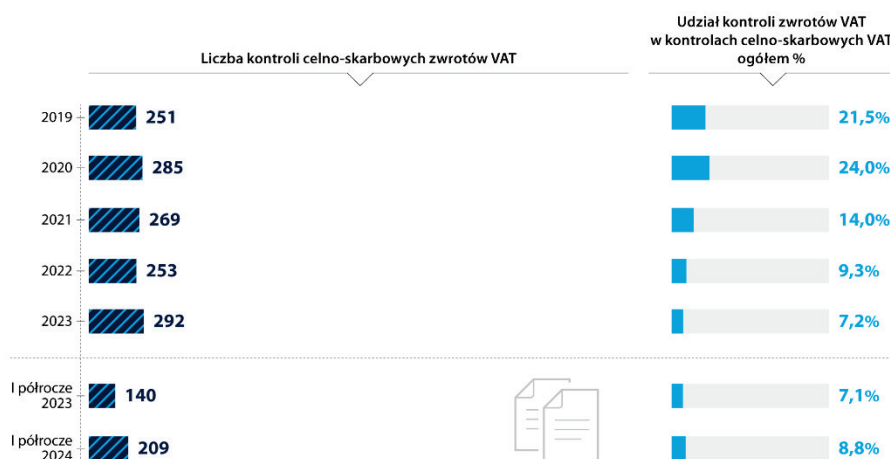 Liczba kontroli celno-skarbowych zwrotów VAT
Udział kontroli zwrotów VAT
w kontrolach celno-skarbowych VAT
ogółem %
2019 251 21,5%
2020 285 24,0%
2021 269 14,0%
2022 253 9,3%
2023 292 7,2%
I półrocze
2023 140 7,1%
I półrocze
2024 209 8,8%